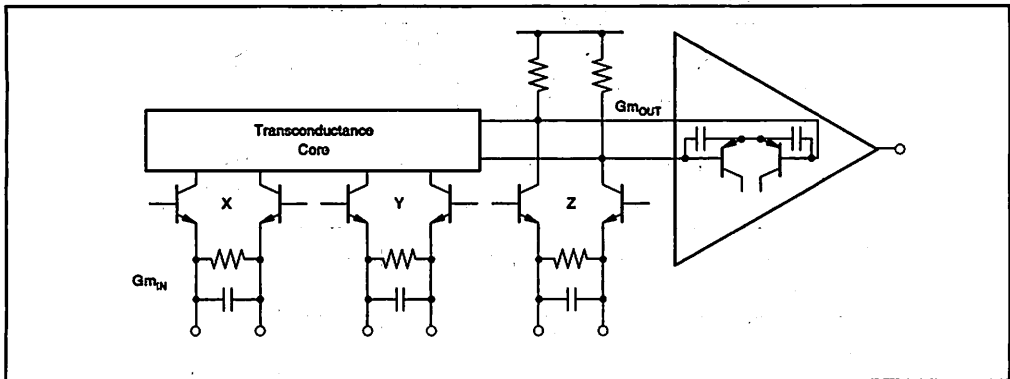 Gm_OUT
Transconductance
Core
X
Y
Z
Gm_IN